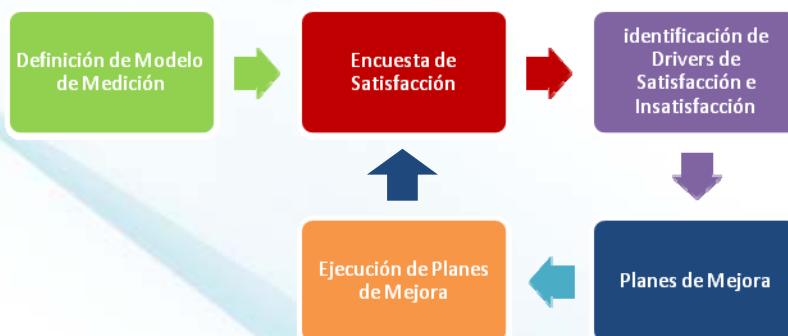 Definición de Modelo
de Medición
Encuesta de
Satisfacción
identificación de
Drivers de
Satisfacción e
Insatisfacción
Ejecución de Planes
de Mejora
Planes de Mejora